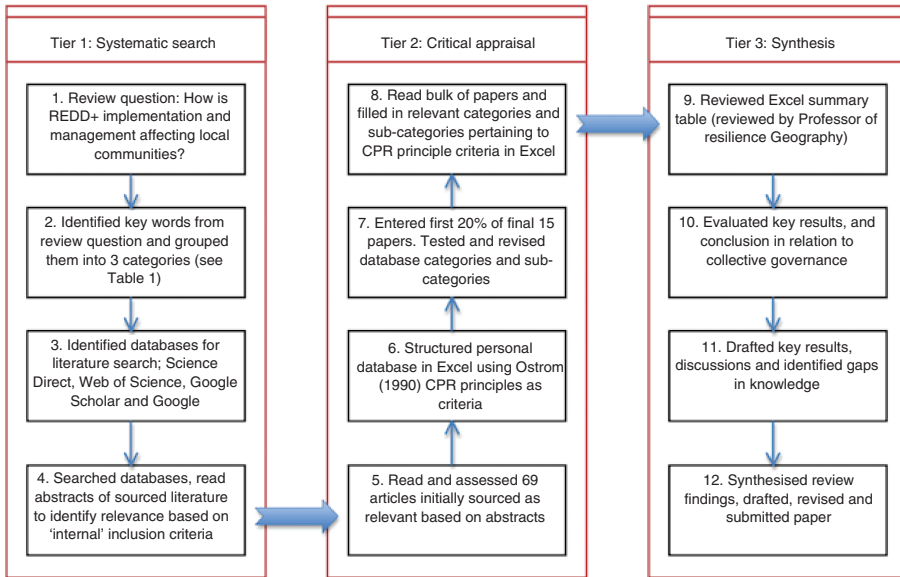 Tier 1: Systematic search
1. Review question: How is
REDD+ implementation and
management affecting local
communities?
2. Identified key words from
review question and grouped
them into 3 categories (see
Table 1)
3. Identified databases for
literature search; Science
Direct, Web of Science, Google
Scholar and Google
4. Searched databases, read
abstracts of sourced literature
to identify relevance based on
‘internal’ inclusion criteria
Tier 2: Critical appraisal
8. Read bulk of papers and
filled in relevant categories and
sub-categories pertaining to
CPR principle criteria in Excel
7. Entered first 20% of final 15
papers. Tested and revised
database categories and sub-
categories
6. Structured personal
database in Excel using Ostrom
(1990) CPR principles as
criteria
5. Read and assessed 69
articles initially sourced as
relevant based on abstracts
Tier 3: Synthesis
9. Reviewed Excel summary
table (reviewed by Professor of
resilience Geography)
10. Evaluated key results, and
conclusion in relation to
collective governance
11. Drafted key results,
discussions and identified gaps
in knowledge
12. Synthesised review
findings, drafted, revised and
submitted paper